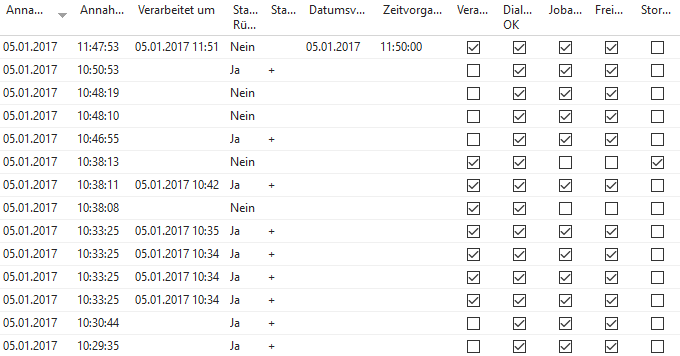 Anna... Annah... Verarbeitet um Sta... Rü... Sta... Datumsv... Zeitvorga... Vera... Dial... OK Joba... Frei... Stor...
05.01.2017 11:47:53 05.01.2017 11:51 Nein 05.01.2017 11:50:00
05.01.2017 10:50:53 Ja +
05.01.2017 10:48:19 Nein
05.01.2017 10:48:10 Nein
05.01.2017 10:46:55 Ja +
05.01.2017 10:38:13 Nein
05.01.2017 10:38:11 05.01.2017 10:42 Ja +
05.01.2017 10:38:08 Nein
05.01.2017 10:33:25 05.01.2017 10:35 Ja +
05.01.2017 10:33:25 05.01.2017 10:34 Ja +
05.01.2017 10:33:25 05.01.2017 10:34 Ja +
05.01.2017 10:33:25 05.01.2017 10:34 Ja +
05.01.2017 10:30:44 Ja +
05.01.2017 10:29:35 Ja +